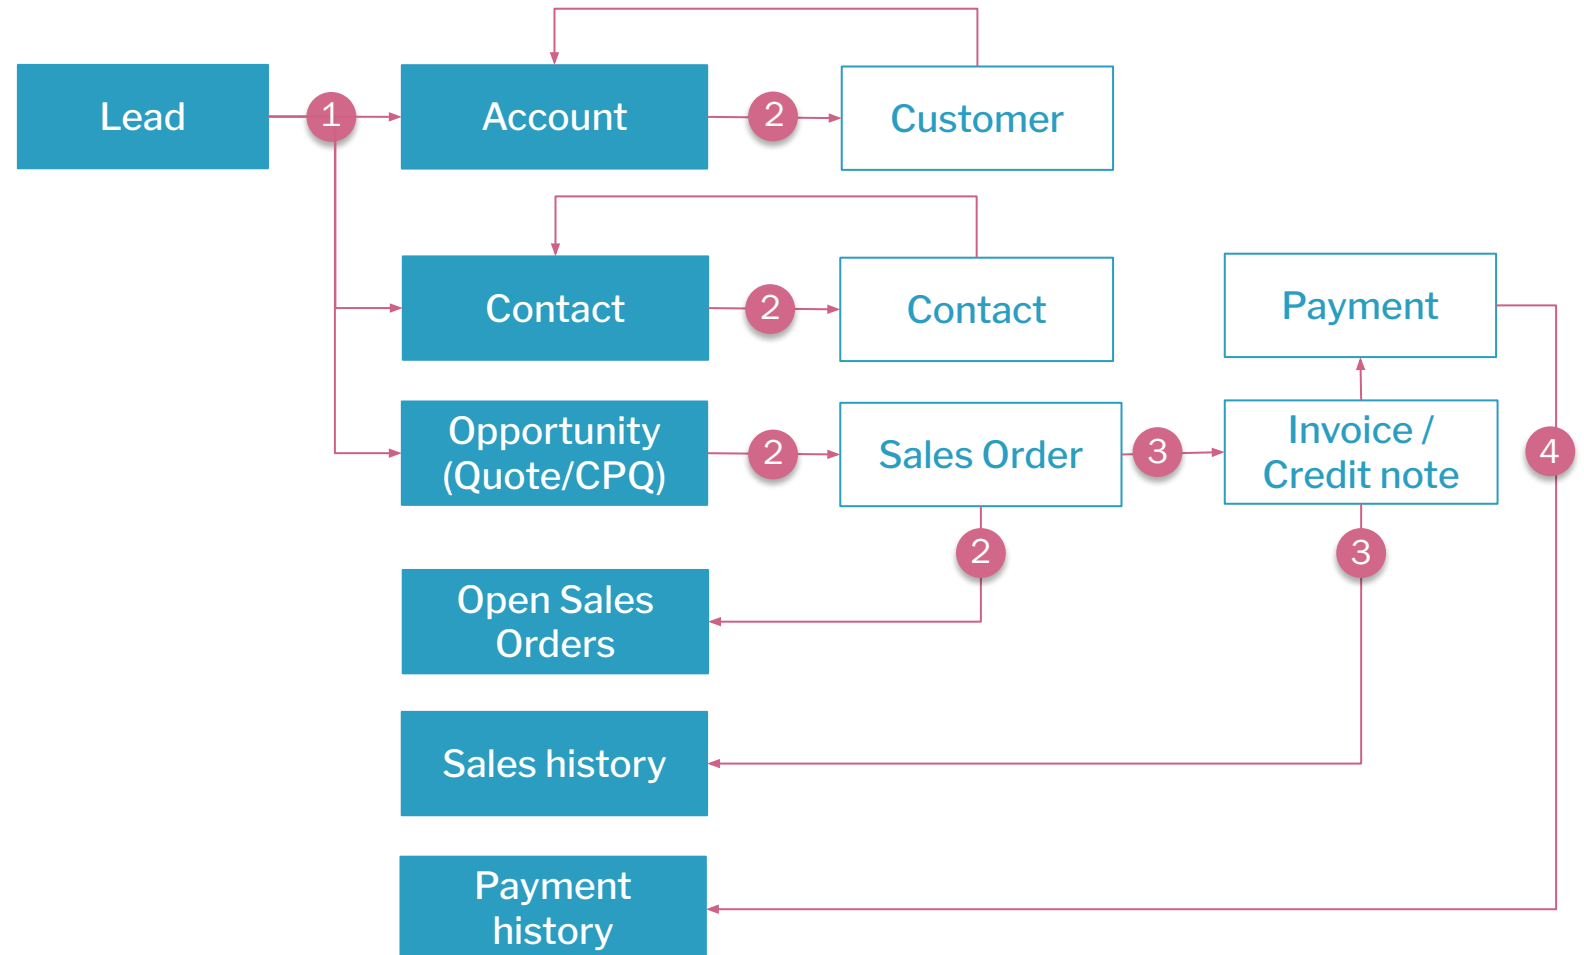 Lead
1
Account
2
Customer
Contact
2
Contact
Payment
Opportunity
(Quote/CPQ)
2
Sales Order
3
Invoice /
Credit note
4
2
3
Open Sales
Orders
Sales history
Payment
history